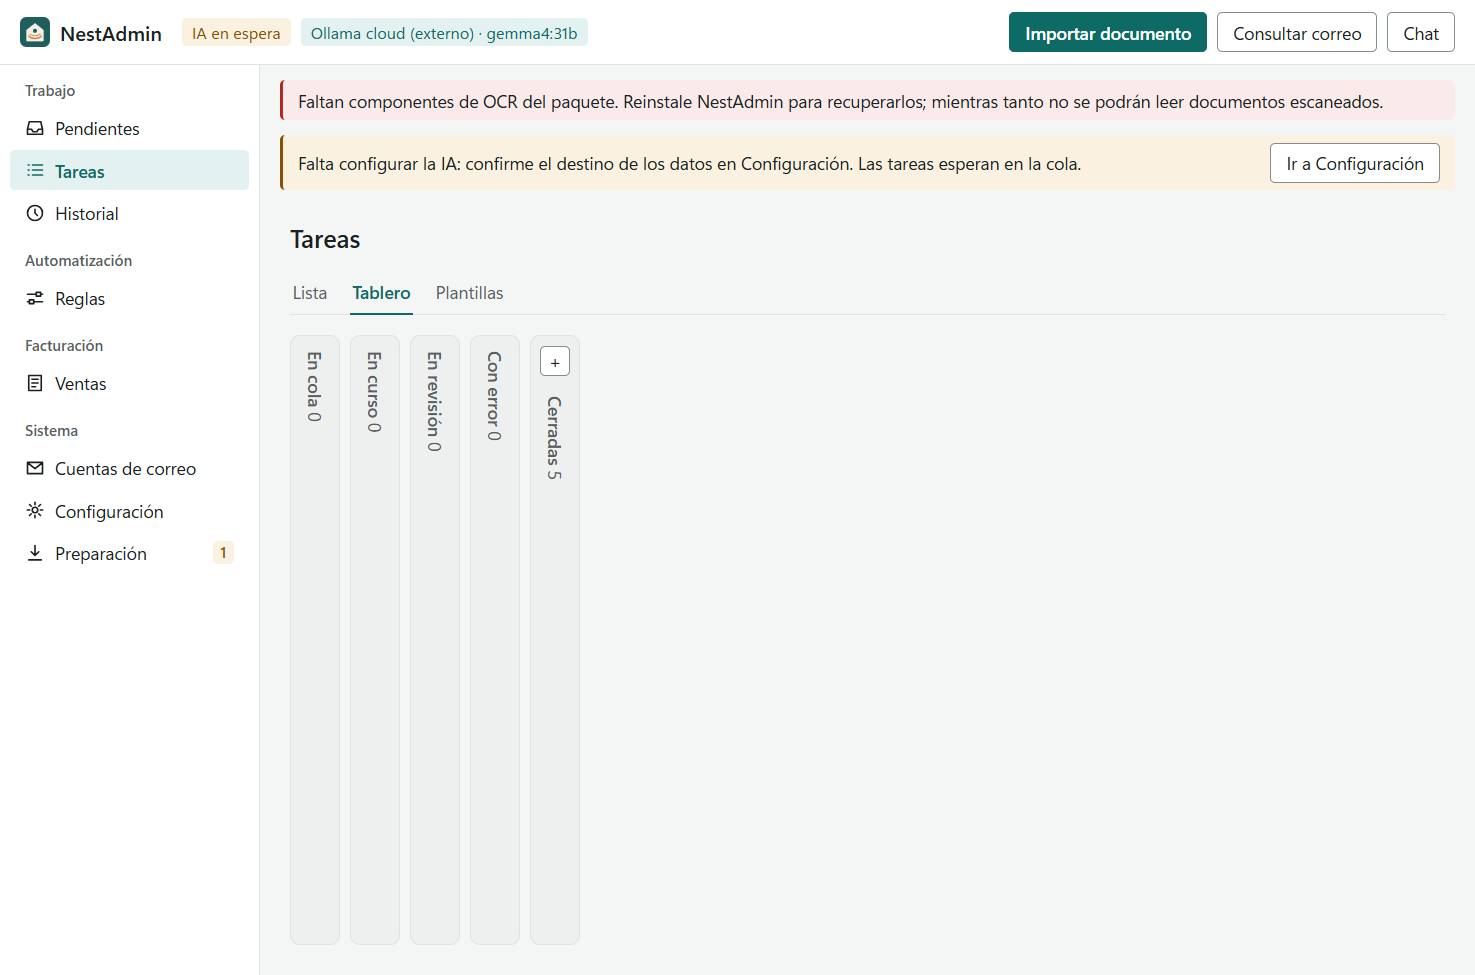 NestAdmin
IA en espera
Ollama cloud (externo) · gemma4:31b
Importar documento
Consultar correo
Chat
Trabajo
Pendientes
Tareas
Historial
Automatización
Reglas
Facturación
Ventas
Sistema
Cuentas de correo
Configuración
Preparación
1
Faltan componentes de OCR del paquete. Reinstale NestAdmin para recuperarlos; mientras tanto no se podrán leer documentos escaneados.
Falta configurar la IA: confirme el destino de los datos en Configuración. Las tareas esperan en la cola.
Ir a Configuración
Tareas
Lista
Tablero
Plantillas
En cola 0
En curso 0
En revisión 0
Con error 0
+
Cerradas 5